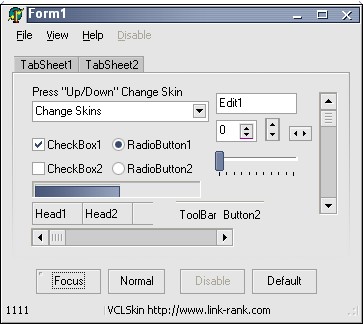 Form1
File View Help Disable
TabSheet1 TabSheet2
Press "Up/Down" Change Skin
Change Skins
Edit1
0
CheckBox1 RadioButton1
CheckBox2 RadioButton2
Head1 Head2
ToolBar Button2
Focus Normal Disable Default
1111 VCLSkin http://www.link-rank.com